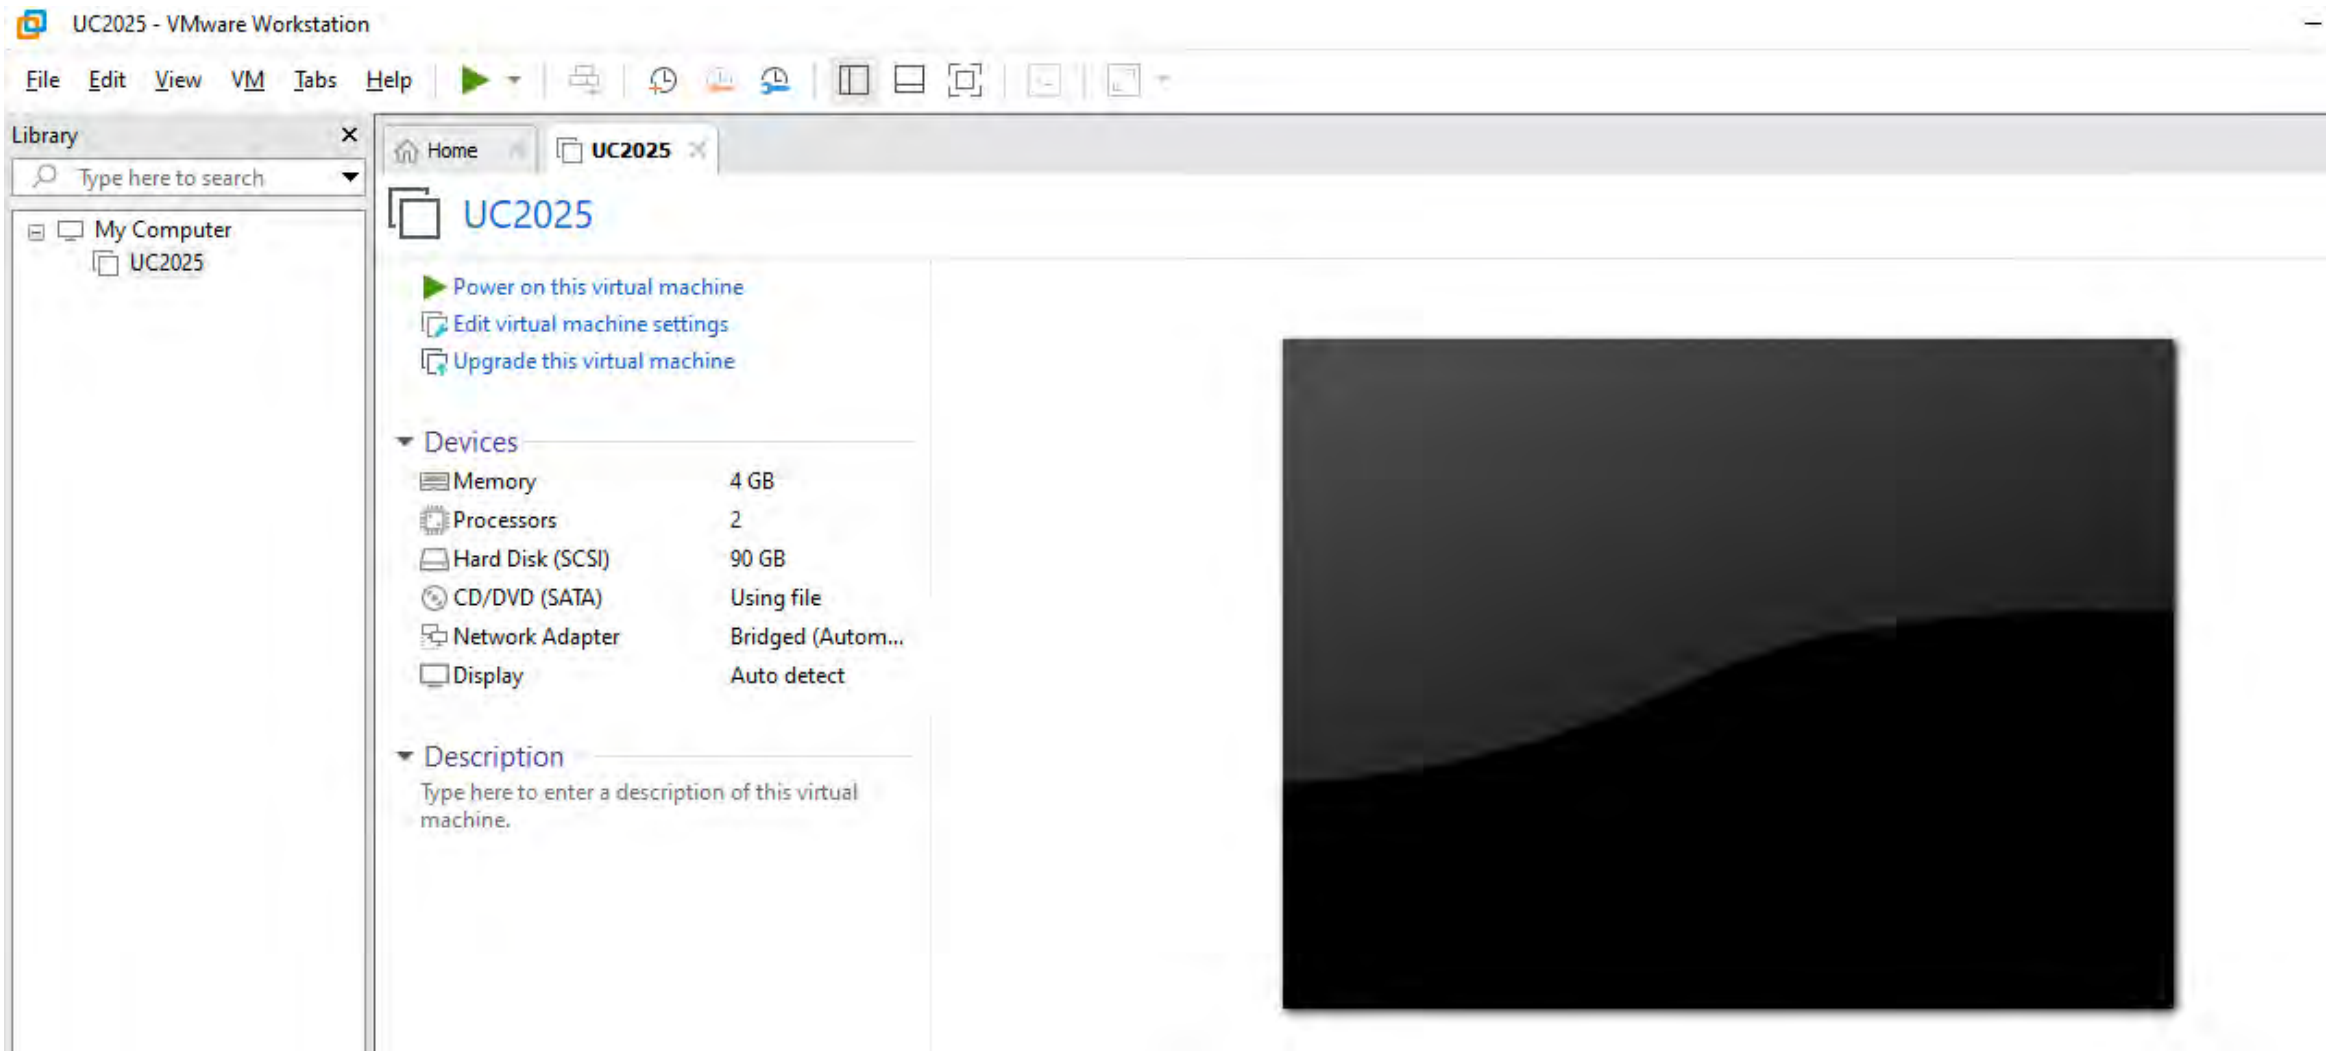 UC2025 - VMware Workstation
File Edit View VM Tabs Help
Library
Type here to search
My Computer
UC2025
Home UC2025
UC2025
Power on this virtual machine
Edit virtual machine settings
Upgrade this virtual machine
Devices
Memory 4 GB
Processors 2
Hard Disk (SCSI) 90 GB
CD/DVD (SATA) Using file
Network Adapter Bridged (Autom...
Display Auto detect
Description
Type here to enter a description of this virtual
machine.